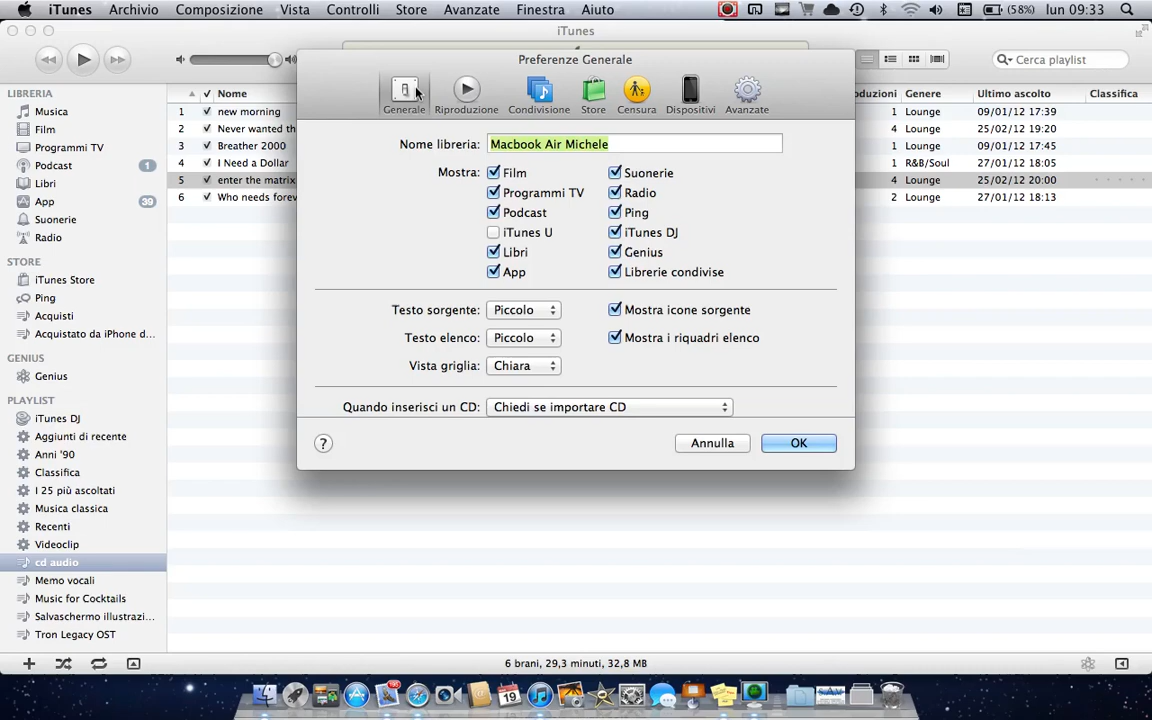 iTunes Archivio Composizione Vista Controlli Store Avanzate Finestra Aiuto (58%) lun 09:33
iTunes
Cerca playlist
Preferenze Generale
Generale Riproduzione Condivisione Store Censura Dispositivi Avanzate
LIBRERIA
Musica
Film
Programmi TV
Podcast 1
Libri
App 39
Suonerie
Radio
STORE
iTunes Store
Ping
Acquisti
Acquistato da iPhone d...
GENIUS
Genius
PLAYLIST
iTunes DJ
Aggiunti di recente
Anni '90
Classifica
I 25 più ascoltati
Musica classica
Recenti
Videoclip
cd audio
Memo vocali
Music for Cocktails
Salvaschermo illustrazi...
Tron Legacy OST
Nome oduzioni Genere Ultimo ascolto Classifica
1 new morning 1 Lounge 09/01/12 17:39
2 Never wanted th 4 Lounge 25/02/12 19:20
3 Breather 2000 1 Lounge 09/01/12 17:45
4 I Need a Dollar 1 R&B/Soul 27/01/12 18:05
5 enter the matrix 4 Lounge 25/02/12 20:00
6 Who needs forev 2 Lounge 27/01/12 18:13
Nome libreria: Macbook Air Michele
Mostra: Film Suonerie
Programmi TV Radio
Podcast Ping
iTunes U iTunes DJ
Libri Genius
App Librerie condivise
Testo sorgente: Piccolo Mostra icone sorgente
Testo elenco: Piccolo Mostra i riquadri elenco
Vista griglia: Chiara
Quando inserisci un CD: Chiedi se importare CD
? Annulla OK
6 brani, 29,3 minuti, 32,8 MB
19